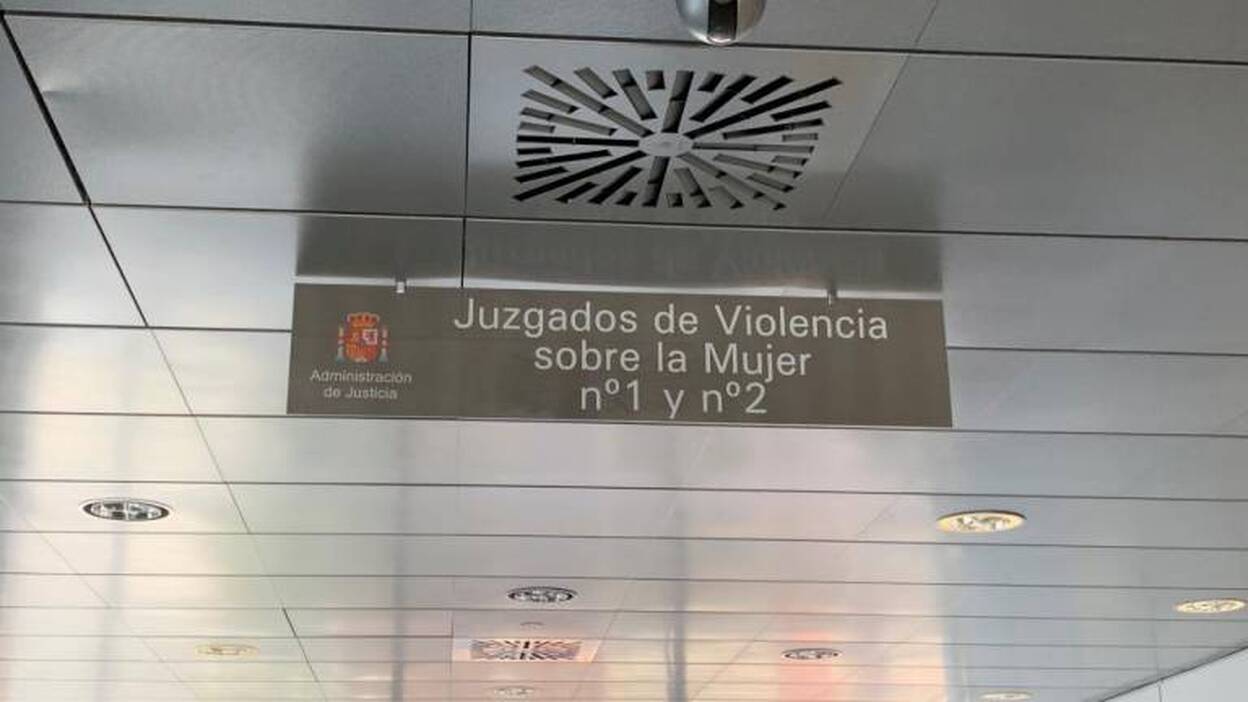 Juzgados de Violencia
sobre la Mujer
nº1 y nº2
Administración
de Justicia